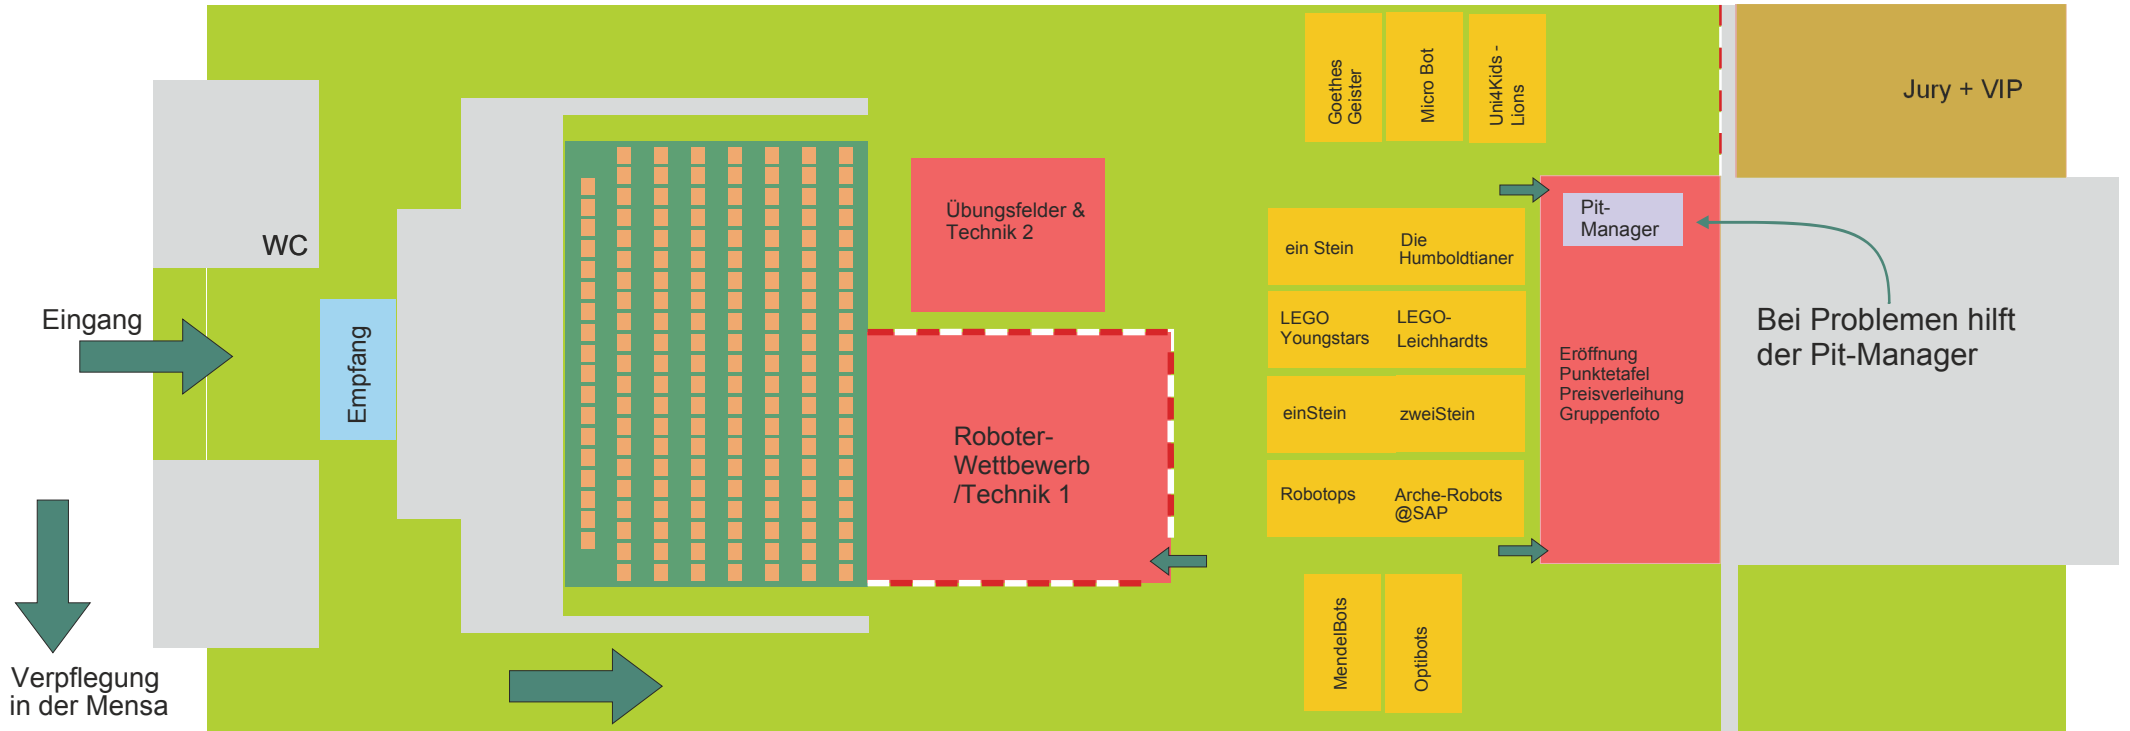 Eingang
WC
Empfang
Verpflegung
in der Mensa
Übungsfelder &
Technik 2
Roboter-
Wettbewerb
/Technik 1
Goethes
Geister
Micro Bot
Uni4Kids -
Lions
ein Stein
Die
Humboldtianer
LEGO
Youngstars
LEGO-
Leichhardts
einStein
zweiStein
Robotops
Arche-Robots
@SAP
MendelBots
Optibots
Pit-
Manager
Eröffnung
Punktetafel
Preisverleihung
Gruppenfoto
Jury + VIP
Bei Problemen hilft
der Pit-Manager